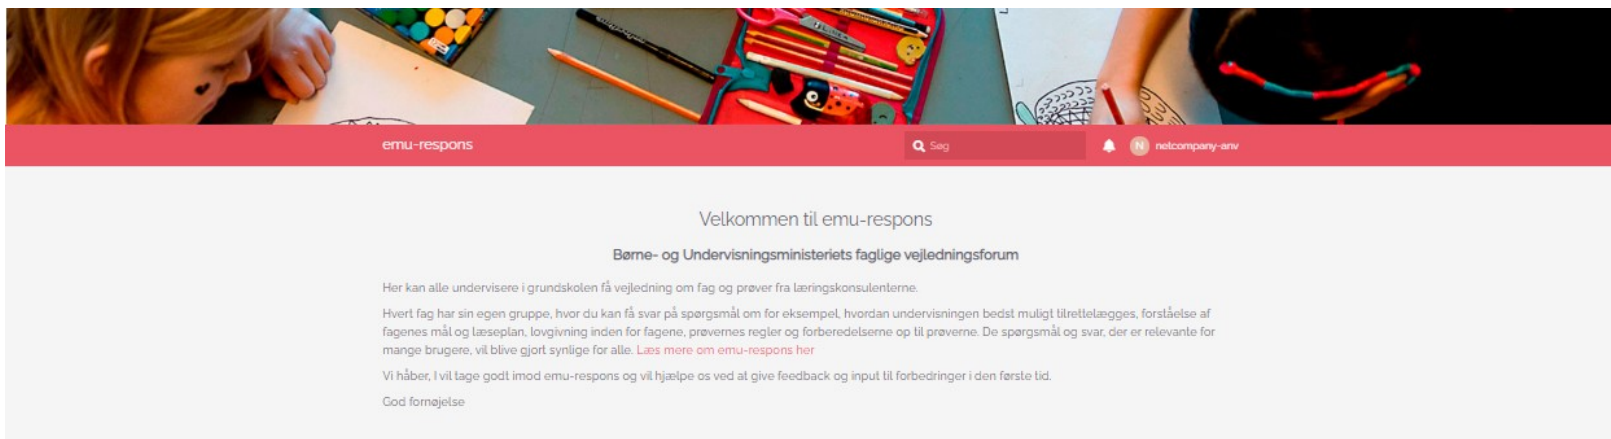 emu-respons
Søg
N netcompany-anv
Velkommen til emu-respons
Børne- og Undervisningsministeriets faglige vejledningsforum
Her kan alle undervisere i grundskolen få vejledning om fag og prøver fra læringskonsulenterne.
Hvert fag har sin egen gruppe, hvor du kan få svar på spørgsmål om for eksempel, hvordan undervisningen bedst muligt tilrettelægges, forståelse af
fagenes mål og læseplan, lovgivning inden for fagene, prøvernes regler og forberedelserne op til prøverne. De spørgsmål og svar, der er relevante for
mange brugere, vil blive gjort synlige for alle. Læs mere om emu-respons her
Vi håber, I vil tage godt imod emu-respons og vil hjælpe os ved at give feedback og input til forbedringer i den første tid.
God fornøjelse